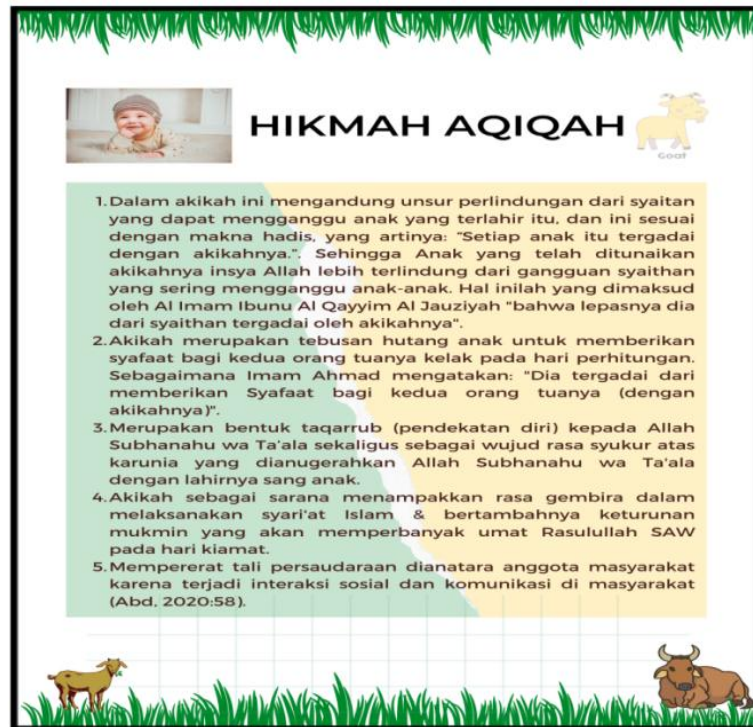 HIKMAH AQIQAH
Goat
1. Dalam akikah ini mengandung unsur perlindungan dari syaitan
yang dapat mengganggu anak yang terlahir itu, dan ini sesuai
dengan makna hadis, yang artinya: "Setiap anak itu tergadai
dengan akikahnya.". Sehingga Anak yang telah ditunaikan
akikahnya insya Allah lebih terlindung dari gangguan syaithan
yang sering mengganggu anak-anak. Hal inilah yang dimaksud
oleh Al Imam Ibunu Al Qayyim Al Jauziyah "bahwa lepasnya dia
dari syaithan tergadai oleh akikahnya".
2. Akikah merupakan tebusan hutang anak untuk memberikan
syafaat bagi kedua orang tuanya kelak pada hari perhitungan.
Sebagaimana Imam Ahmad mengatakan: "Dia tergadai dari
memberikan Syafaat bagi kedua orang tuanya (dengan
akikahnya)".
3. Merupakan bentuk taqarrub (pendekatan diri) kepada Allah
Subhanahu wa Ta'ala sekaligus sebagai wujud rasa syukur atas
karunia yang dianugerahkan Allah Subhanahu wa Ta'ala
dengan lahirnya sang anak.
4. Akikah sebagai sarana menampakkan rasa gembira dalam
melaksanakan syari'at Islam & bertambahnya keturunan
mukmin yang akan memperbanyak umat Rasulullah SAW
pada hari kiamat.
5. Mempererat tali persaudaraan dianatara anggota masyarakat
karena terjadi interaksi sosial dan komunikasi di masyarakat
(Abd, 2020:58).